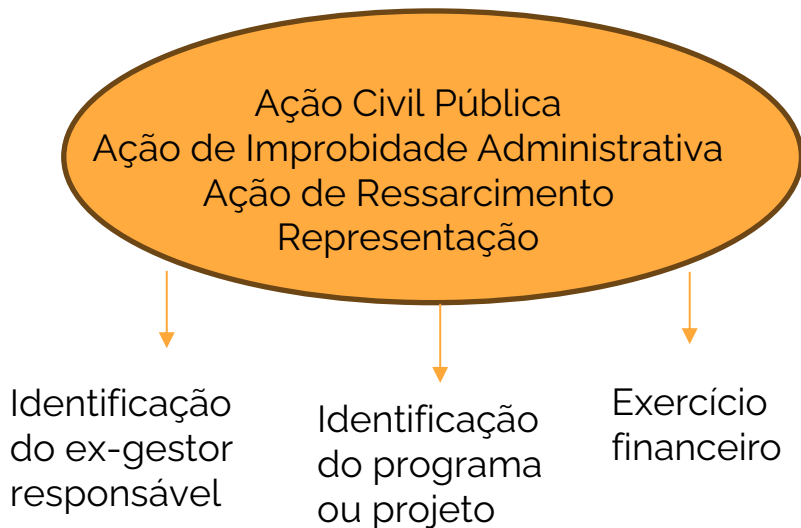 Ação Civil Pública
Ação de Improbidade Administrativa
Ação de Ressarcimento
Representação
Identificação
do ex-gestor
responsável
Identificação
do programa
ou projeto
Exercício
financeiro